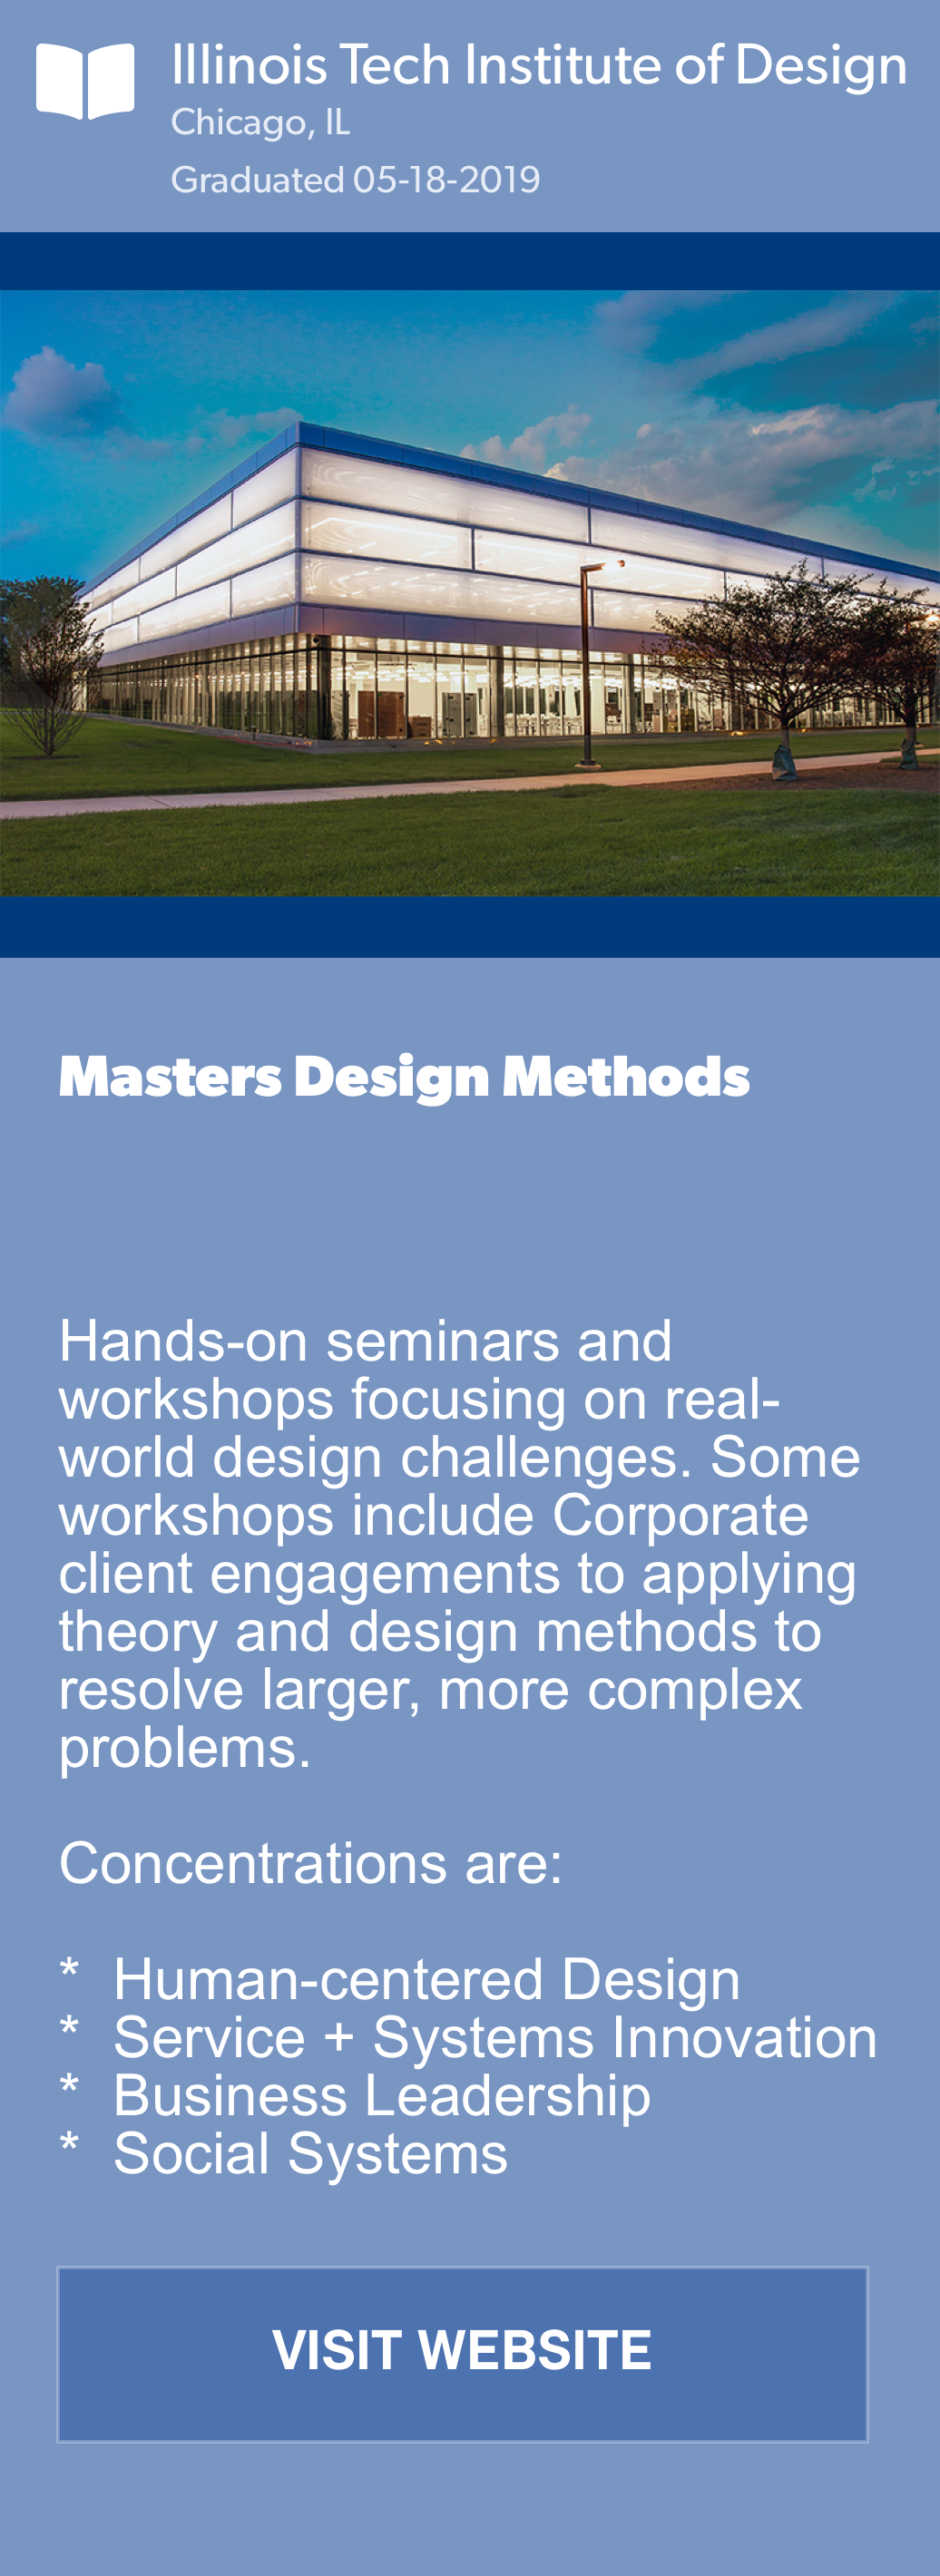 Illinois Tech Institute of Design
Chicago, IL
Graduated 05-18-2019
Masters Design Methods
Hands-on seminars and
workshops focusing on real-
world design challenges. Some
workshops include Corporate
client engagements to applying
theory and design methods to
resolve larger, more complex
problems.
Concentrations are:
* Human-centered Design
* Service + Systems Innovation
* Business Leadership
* Social Systems
VISIT WEBSITE